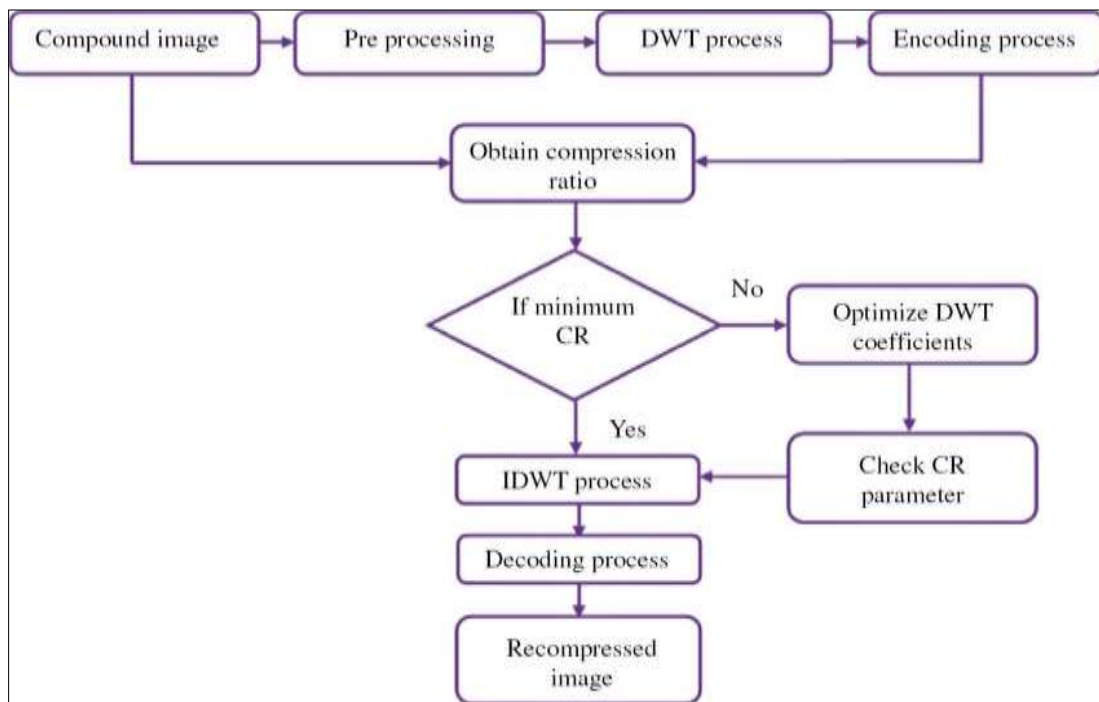 Compound image
Pre processing
DWT process
Encoding process
Obtain compression
ratio
If minimum
CR
No
Optimize DWT
coefficients
Yes
IDWT process
Check CR
parameter
Decoding process
Recompressed
image